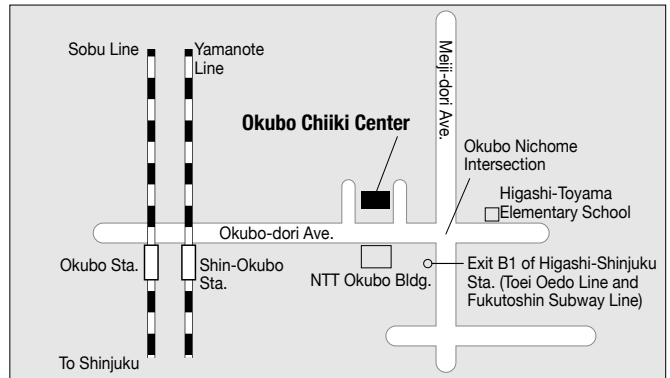 Sobu Line
Yamanote
Line
Meiji-dori Ave.
Okubo Chiiki Center
Okubo Nichome
Intersection
Higashi-Toyama
Elementary School
Okubo-dori Ave.
Okubo Sta.
Shin-Okubo
Sta.
NTT Okubo Bldg.
Exit B1 of Higashi-Shinjuku
Sta. (Toei Oedo Line and
Fukutoshin Subway Line)
To Shinjuku